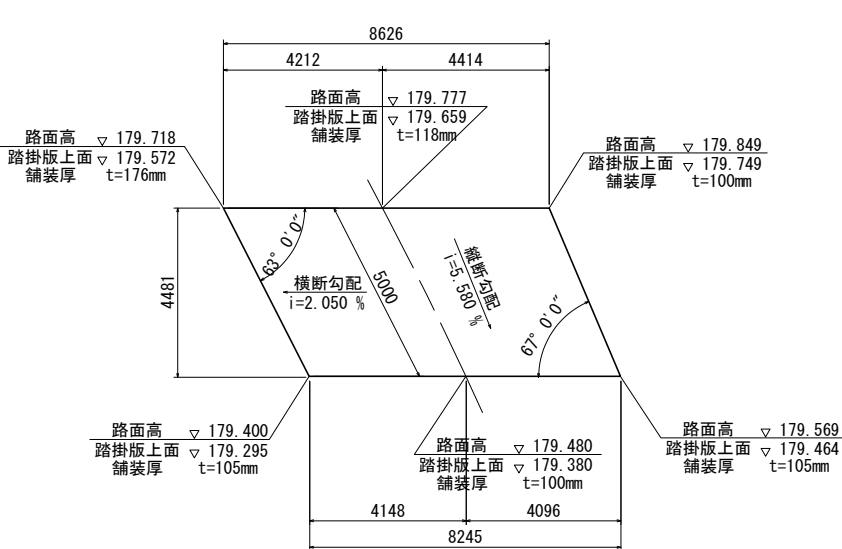 8626
4212
4414
路面高 ▽ 179.777
踏掛版上面 ▽ 179.659
舗装厚 t=118mm
路面高 ▽ 179.718
踏掛版上面 ▽ 179.572
舗装厚 t=176mm
路面高 ▽ 179.849
踏掛版上面 ▽ 179.749
舗装厚 t=100mm
63° 0'0"
4481
横断勾配
i=2.050 %
5000
縦断勾配
i=5.580 %
67° 0'0"
路面高 ▽ 179.400
踏掛版上面 ▽ 179.295
舗装厚 t=105mm
路面高 ▽ 179.480
踏掛版上面 ▽ 179.380
舗装厚 t=100mm
路面高 ▽ 179.569
踏掛版上面 ▽ 179.464
舗装厚 t=105mm
4148
4096
8245